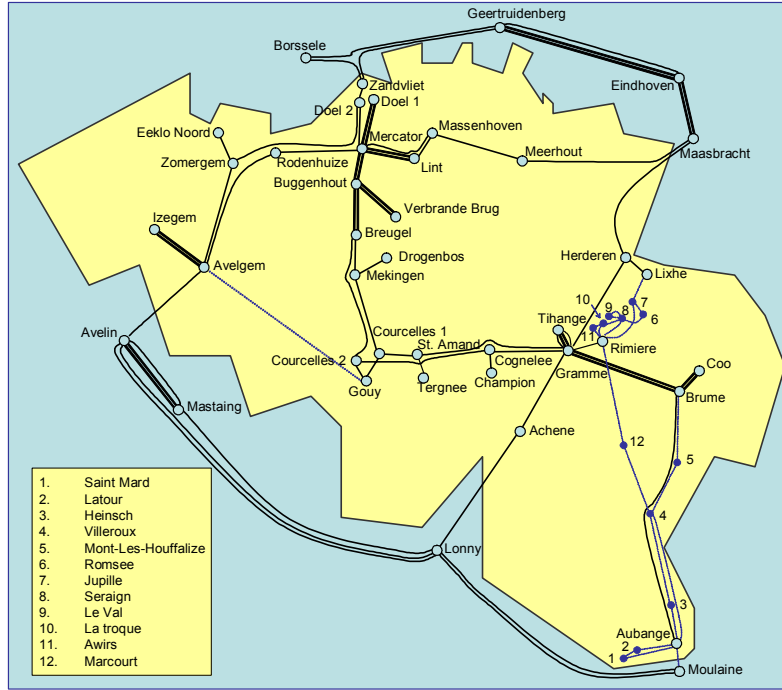 Geertruidenberg
Borssele
Eindhoven
Zandvliet
Doel 1
Doel 2
Eeklo Noord
Mercator
Massenhoven
Maasbracht
Zomergem
Rodenhuize
Lint
Meerhout
Buggenhout
Verbrande Brug
Izegem
Breugel
Drogenbos
Herderen
Avelgem
Mekingen
Lixhe
10
9
8
7
6
11
Tihange
Avelin
Courcelles 1
St. Amand
Rimiere
Courcelles 2
Cognelee
Gramme
Coo
Gouy
Tergnee
Champion
Brume
Mastaing
Achene
12
5
4
1. Saint Mard
2. Latour
3. Heinsch
4. Villeroux
5. Mont-Les-Houffalize
6. Romsee
7. Jupille
8. Seraign
9. Le Val
10. La troque
11. Awirs
12. Marcourt
Lonny
3
Aubange
2
1
Moulaine